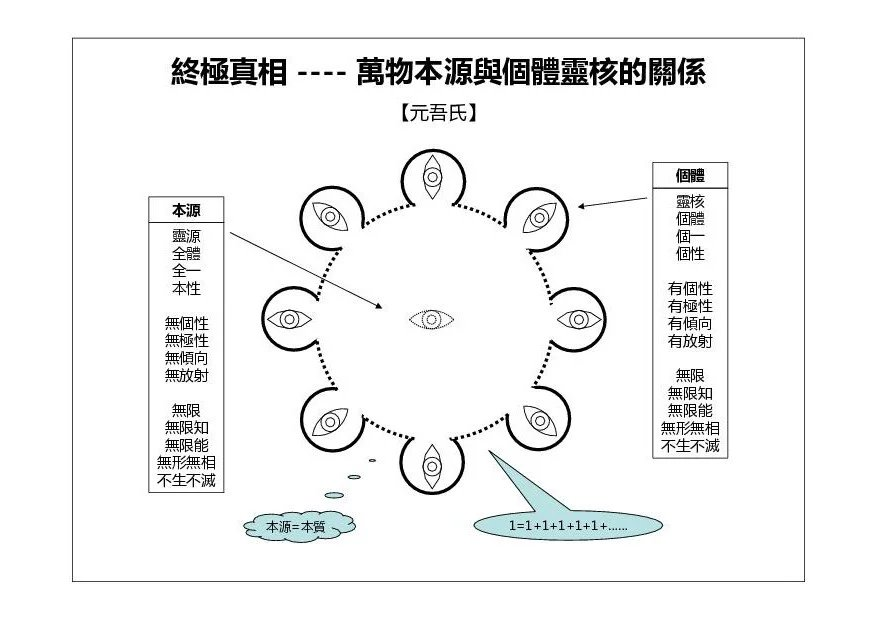 終極真相 ---- 萬物本源與個體靈核的關係
【元吾氏】
本源
靈源
全體
全一
本性
無個性
無極性
無傾向
無放射
無限
無限知
無限能
無形無相
不生不滅
個體
靈核
個體
個一
個性
有個性
有極性
有傾向
有放射
無限
無限知
無限能
無形無相
不生不滅
本源=本質
1=1+1+1+1+1+......